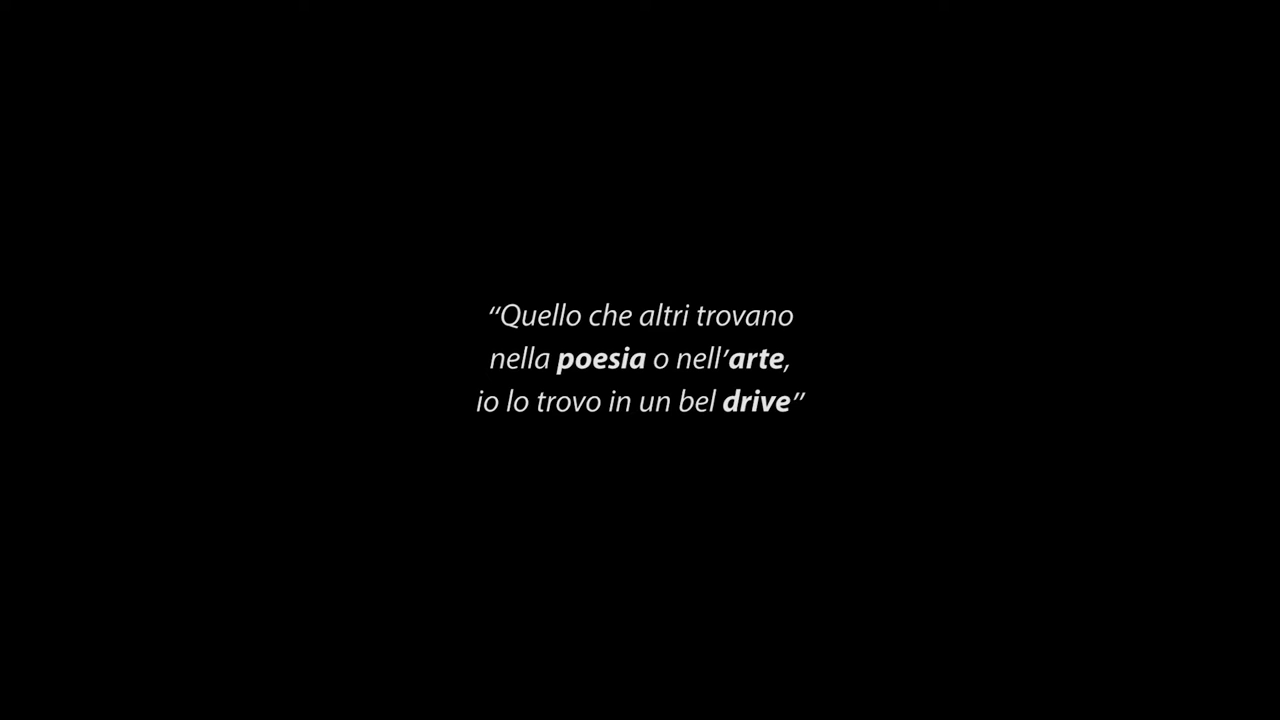 “Quello che altri trovano
nella poesia o nell’arte,
io lo trovo in un bel drive”